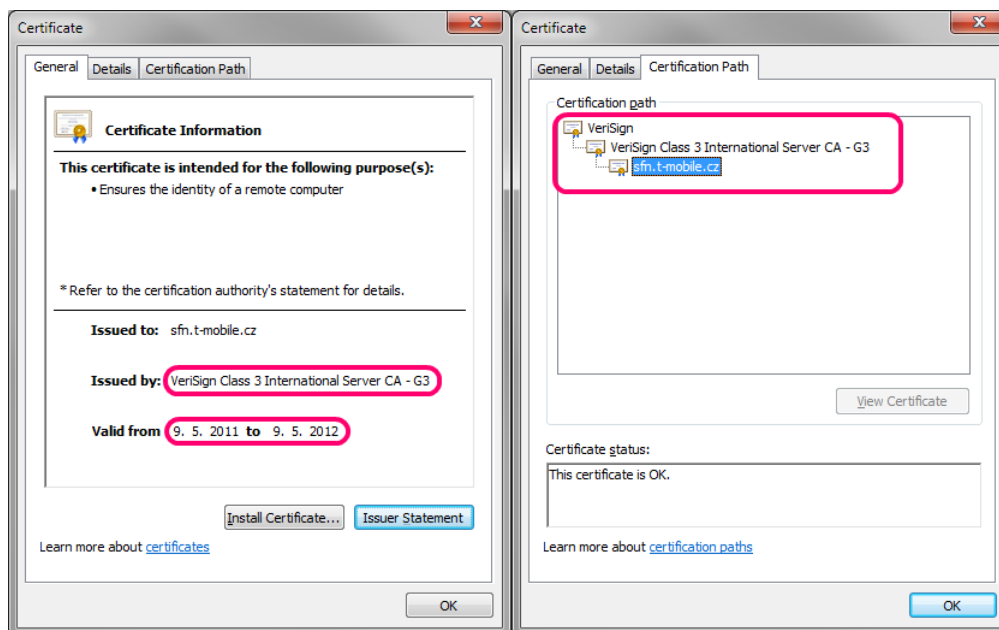 Certificate
General
Details
Certification Path
Certificate Information
This certificate is intended for the following purpose(s):
• Ensures the identity of a remote computer
* Refer to the certification authority's statement for details.
Issued to: sfn.t-mobile.cz
Issued by: VeriSign Class 3 International Server CA - G3
Valid from 9. 5. 2011 to 9. 5. 2012
Install Certificate...
Issuer Statement
Learn more about certificates
OK
Certificate
General
Details
Certification Path
Certification path
VeriSign
VeriSign Class 3 International Server CA - G3
sfn.t-mobile.cz
View Certificate
Certificate status:
This certificate is OK.
Learn more about certification paths
OK